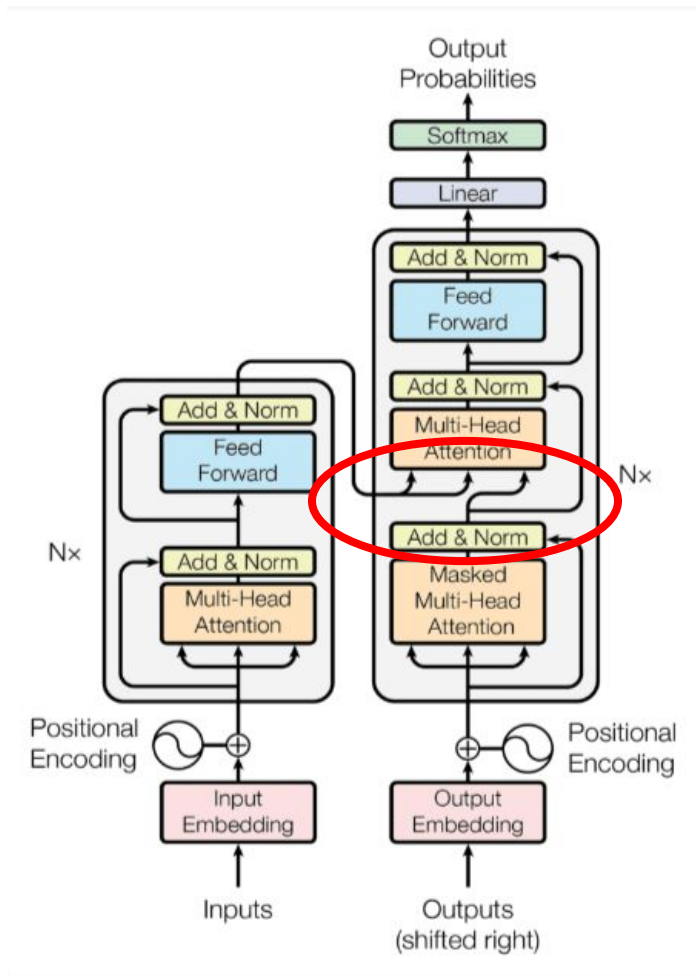 Output
Probabilities
Softmax
Linear
Add & Norm
Feed
Forward
Add & Norm
Multi-Head
Attention
Add & Norm
Masked
Multi-Head
Attention
Nx
Add & Norm
Feed
Forward
Add & Norm
Multi-Head
Attention
Nx
Positional
Encoding
Positional
Encoding
Input
Embedding
Output
Embedding
Inputs
Outputs
(shifted right)